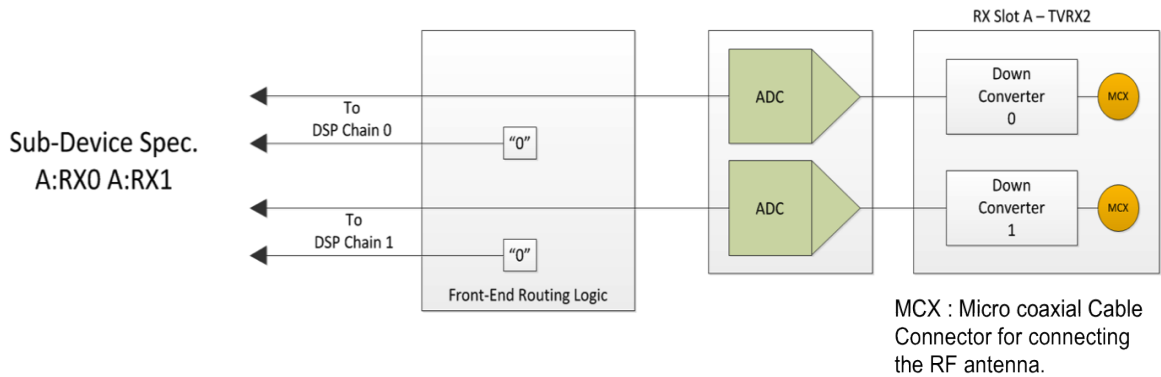 RX Slot A – TVRX2
Down
Converter
0
MCX
ADC
To
DSP Chain 0
"0"
Sub-Device Spec.
A:RX0 A:RX1
Down
Converter
1
MCX
ADC
To
DSP Chain 1
"0"
Front-End Routing Logic
MCX : Micro coaxial Cable
Connector for connecting
the RF antenna.